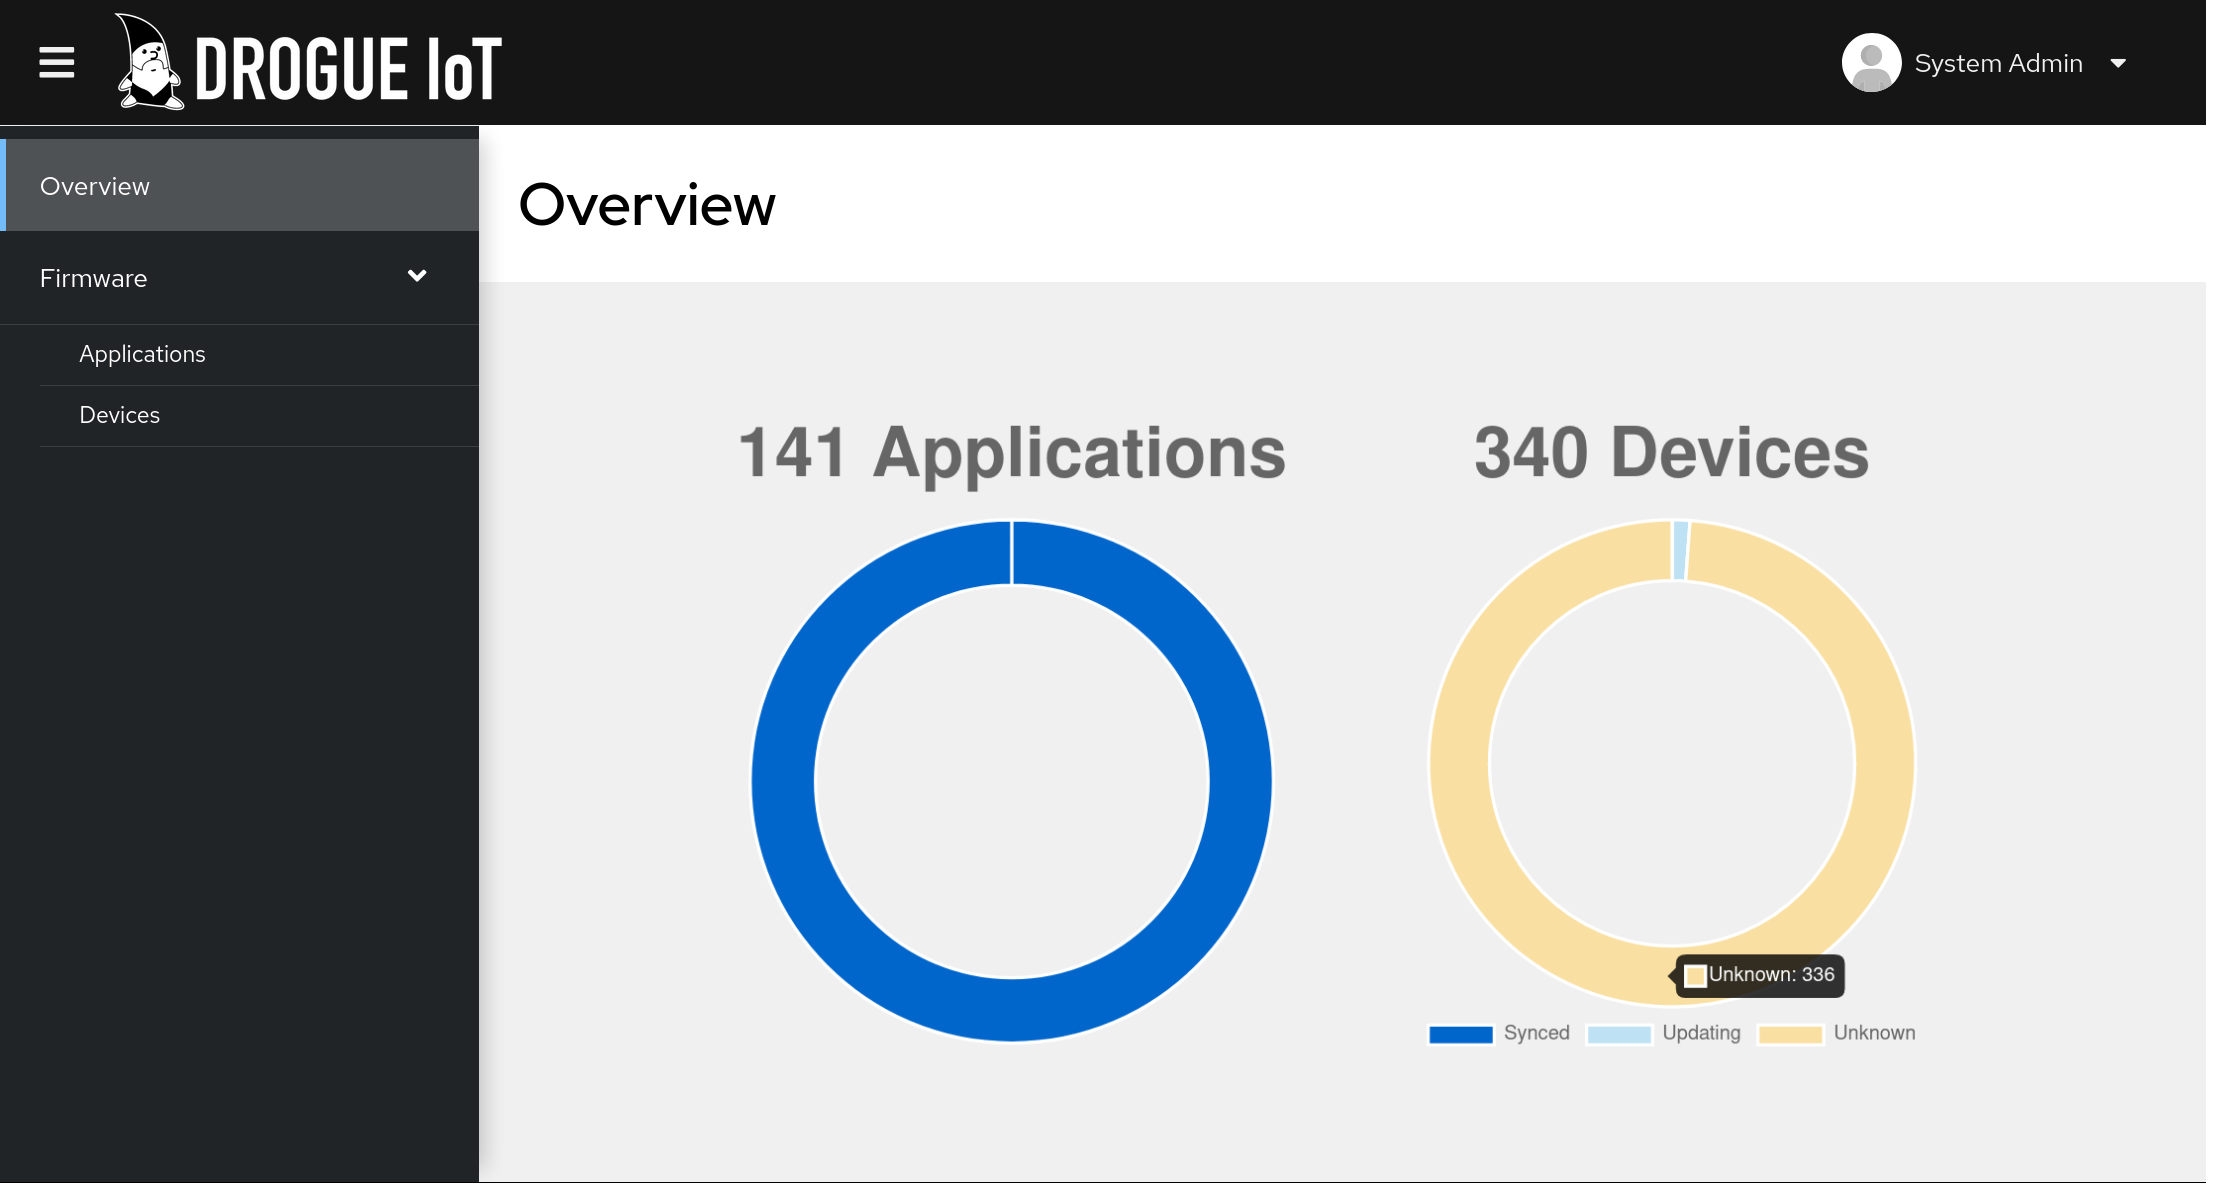 DROGUE IoT
System Admin
Overview
Firmware
Applications
Devices
Overview
141 Applications
340 Devices
Unknown: 336
Synced
Updating
Unknown